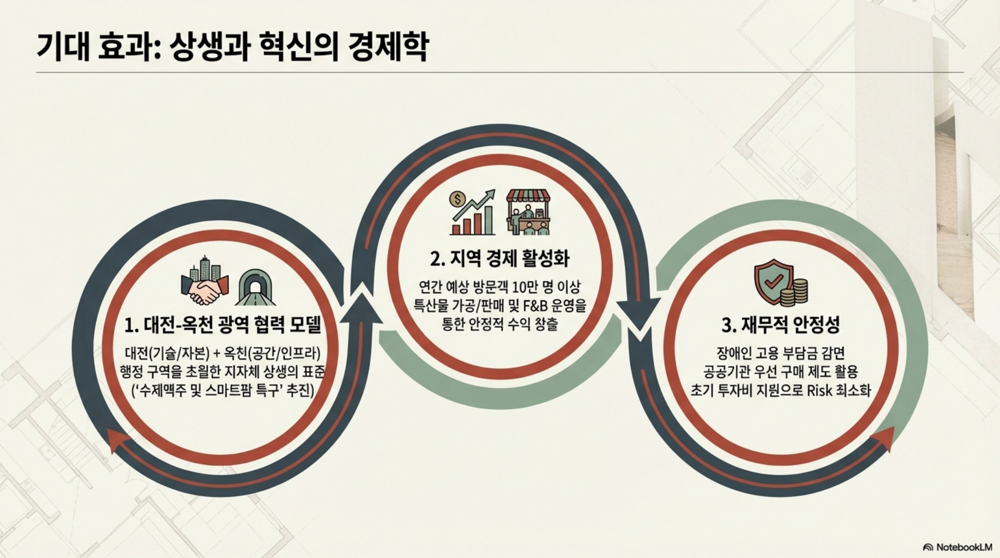 기대 효과: 상생과 혁신의 경제학
1. 대전-옥천 광역 협력 모델
대전(기술/자본) + 옥천(공간/인프라)
행정 구역을 초월한 지자체 상생의 표준
(‘수제맥주 및 스마트팜 특구’ 추진)
2. 지역 경제 활성화
연간 예상 방문객 10만 명 이상
특산물 가공/판매 및 F&B 운영을
통한 안정적 수익 창출
3. 재무적 안정성
장애인 고용 부담금 감면
공공기관 우선 구매 제도 활용
초기 투자비 지원으로 Risk 최소화
NotebookLM